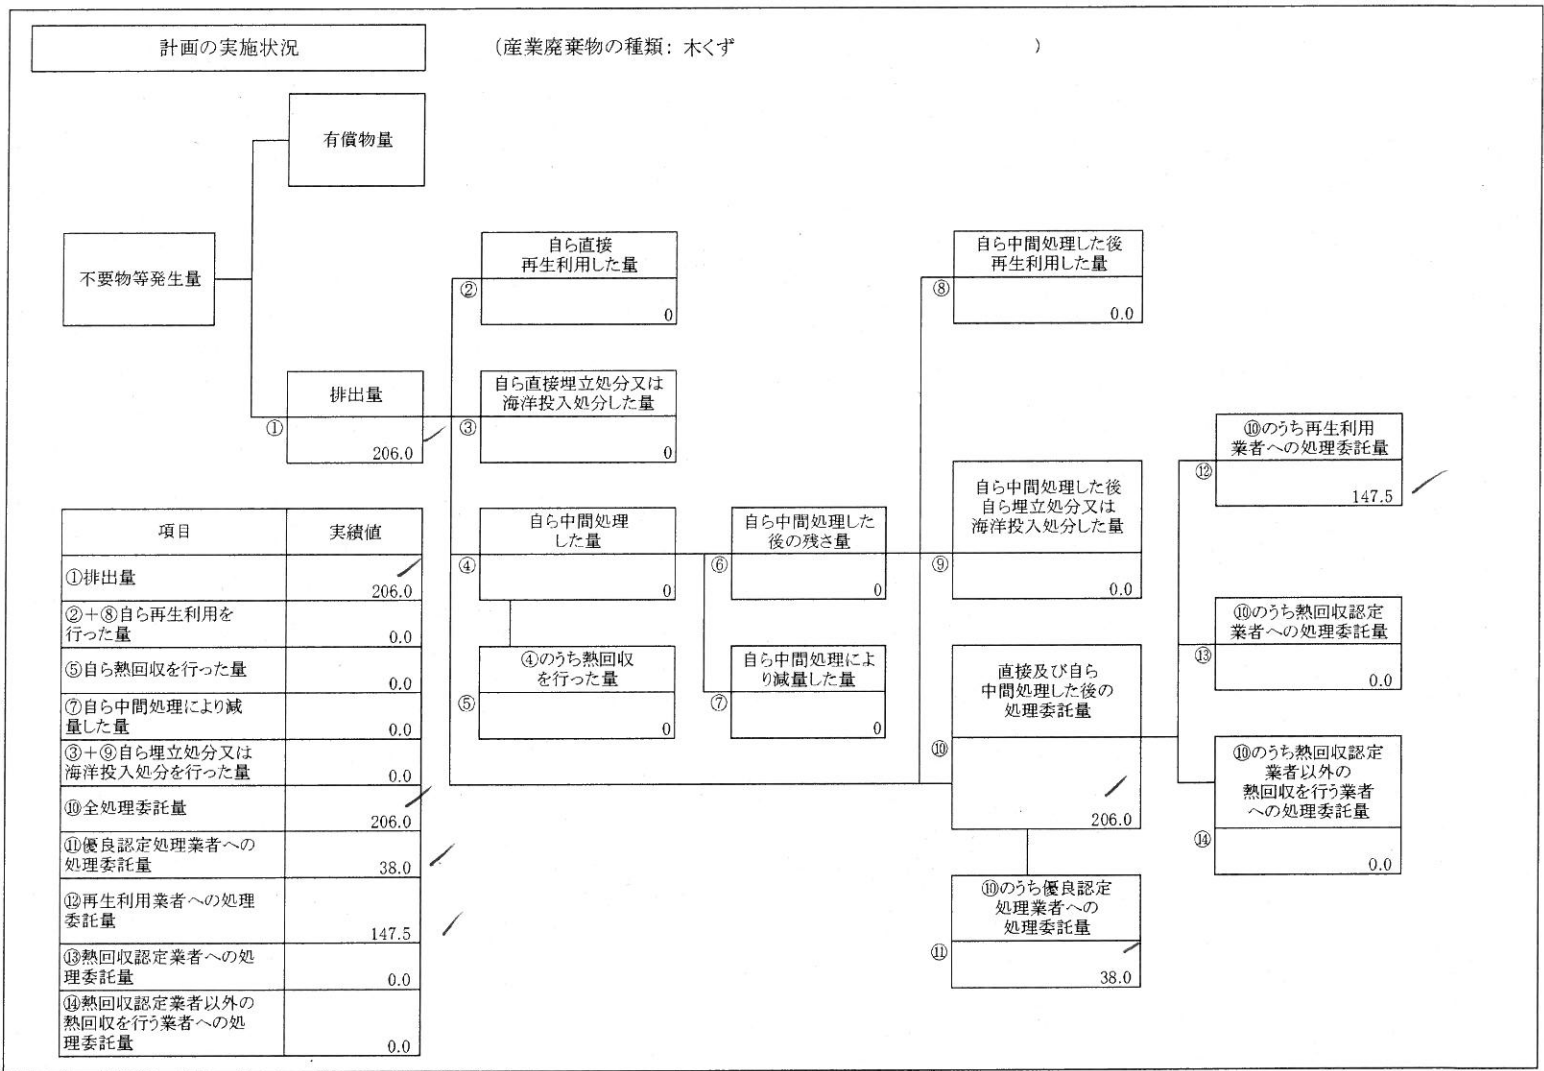 計画の実施状況
(産業廃棄物の種類: 木くず
)
有償物量
不要物等発生量
排出量
①
206.0
自ら直接
再生利用した量
②
0
自ら直接埋立処分又は
海洋投入処分した量
③
0
自ら中間処理
した量
④
0
④のうち熱回収
を行った量
⑤
0
自ら中間処理した
後の残さ量
⑥
0
自ら中間処理によ
り減量した量
⑦
0
自ら中間処理した後
再生利用した量
⑧
0.0
自ら中間処理した後
自ら埋立処分又は
海洋投入処分した量
⑨
0.0
直接及び自ら
中間処理した後の
処理委託量
⑩
206.0
⑩のうち優良認定
処理業者への
処理委託量
⑪
38.0
⑩のうち再生利用
業者への処理委託量
⑫
147.5
⑩のうち熱回収認定
業者への処理委託量
⑬
0.0
⑩のうち熱回収認定
業者以外の
熱回収を行う業者
への処理委託量
⑭
0.0
項目
実績値
①排出量
206.0
②+⑧自ら再生利用を
行った量
0.0
⑤自ら熱回収を行った量
0.0
⑦自ら中間処理により減
量した量
0.0
③+⑨自ら埋立処分又は
海洋投入処分を行った量
0.0
⑩全処理委託量
206.0
⑪優良認定処理業者への
処理委託量
38.0
⑫再生利用業者への処理
委託量
147.5
⑬熱回収認定業者への処
理委託量
0.0
⑭熱回収認定業者以外の
熱回収を行う業者への処
理委託量
0.0